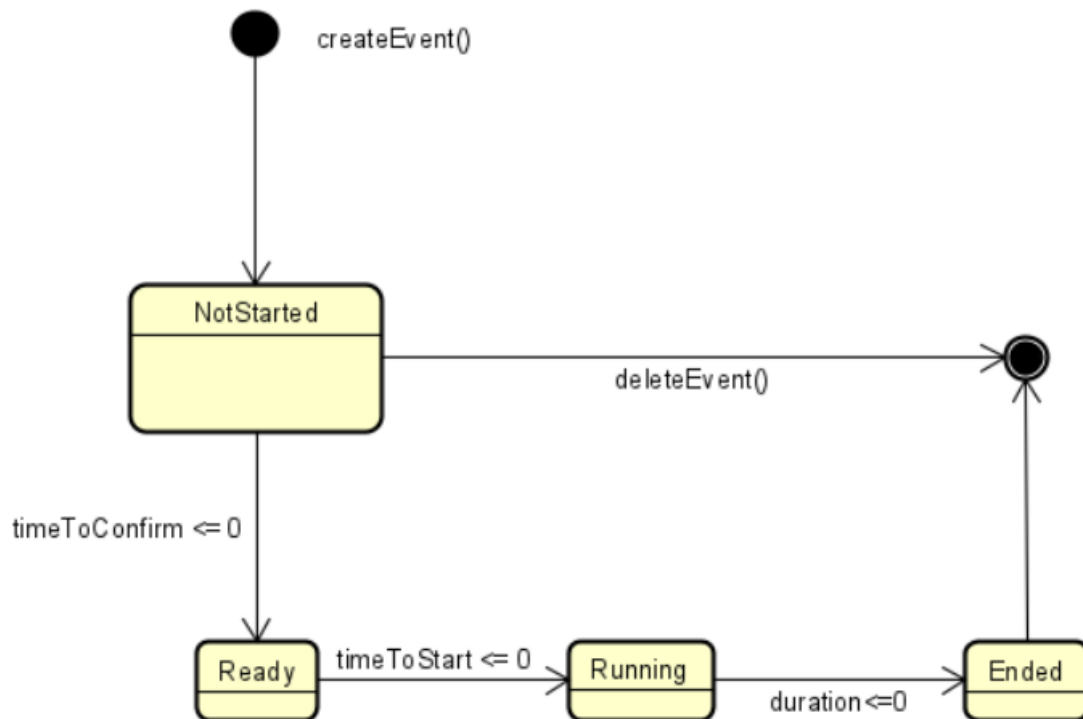 createEvent()
NotStarted
deleteEvent()
timeToConfirm <= 0
Ready
timeToStart <= 0
Running
duration<=0
Ended